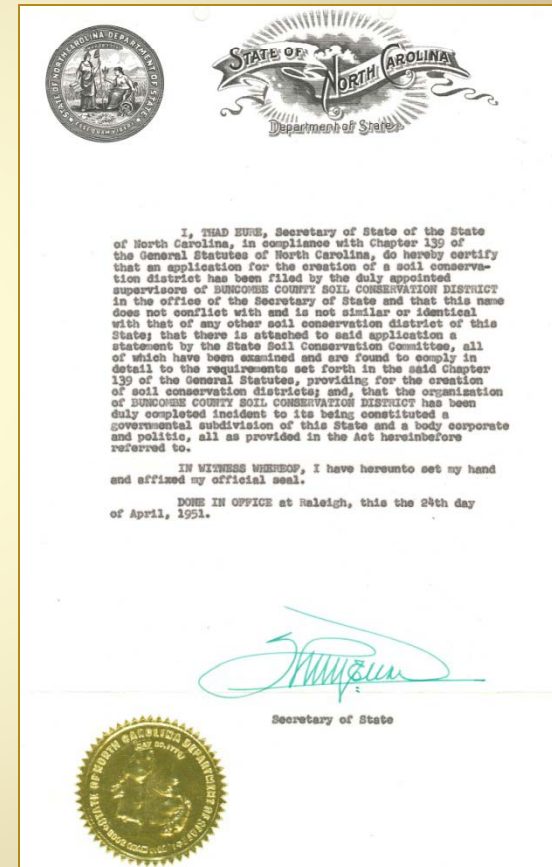 STATE OF NORTH CAROLINA
Department of State
I, THAD EURE, Secretary of State of the State
of North Carolina, in compliance with Chapter 139 of
the General Statutes of North Carolina, do hereby certify
that an application for the creation of a soil conserva-
tion district has been filed by the duly appointed
supervisors of BUNCOMBE COUNTY SOIL CONSERVATION DISTRICT
in the office of the Secretary of State and that this name
does not conflict with and is not similar or identical
with that of any other soil conservation district of this
State; that there is attached to said application a
statement by the State Soil Conservation Committee, all
of which have been examined and are found to comply in
detail to the requirements set forth in the said Chapter
139 of the General Statutes, providing for the creation
of soil conservation districts; and, that the organization
of BUNCOMBE COUNTY SOIL CONSERVATION DISTRICT has been
duly completed incident to its being constituted a
governmental subdivision of this State and a body corporate
and politic, all as provided in the Act hereinbefore
referred to.
IN WITNESS WHEREOF, I have hereunto set my hand
and affixed my official seal.
DONE IN OFFICE at Raleigh, this the 24th day
of April, 1951.
Secretary of State